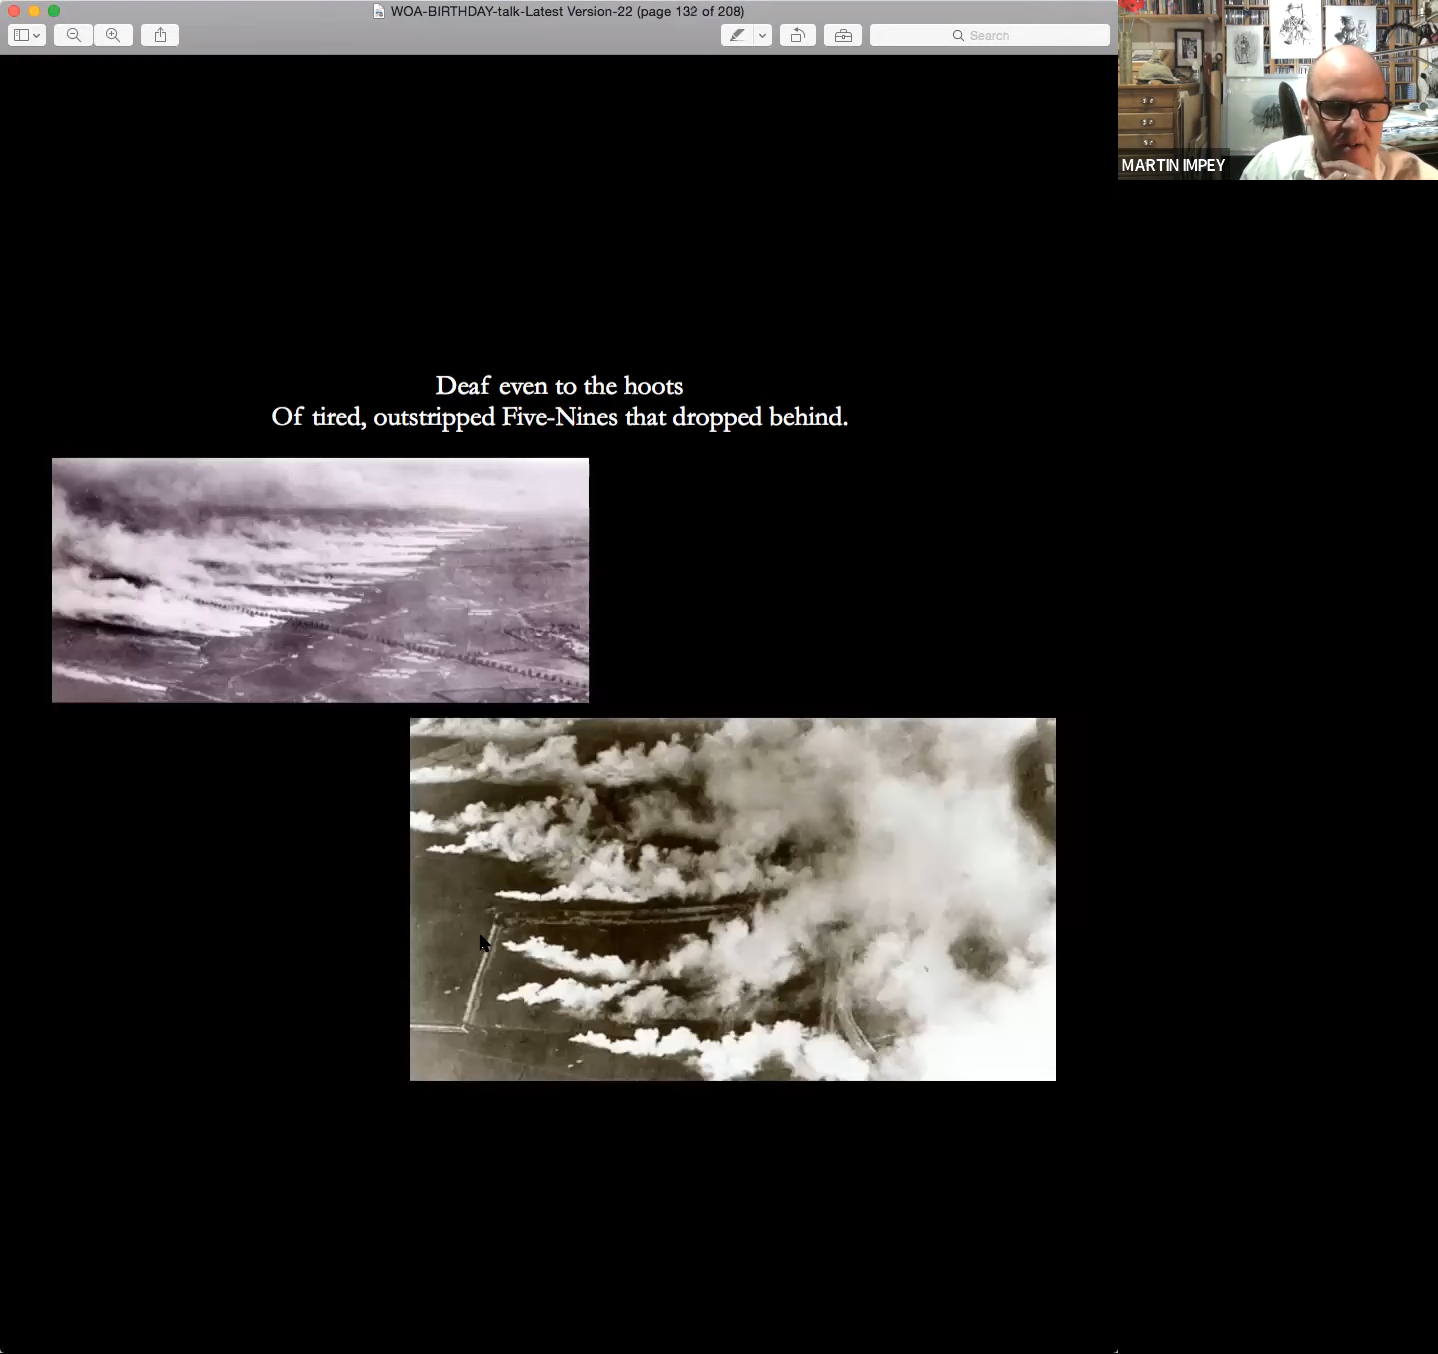 WOA-BIRTHDAY-talk-Latest Version-22 (page 132 of 208)
Search
MARTIN IMPEY
Deaf even to the hoots
Of tired, outstripped Five-Nines that dropped behind.